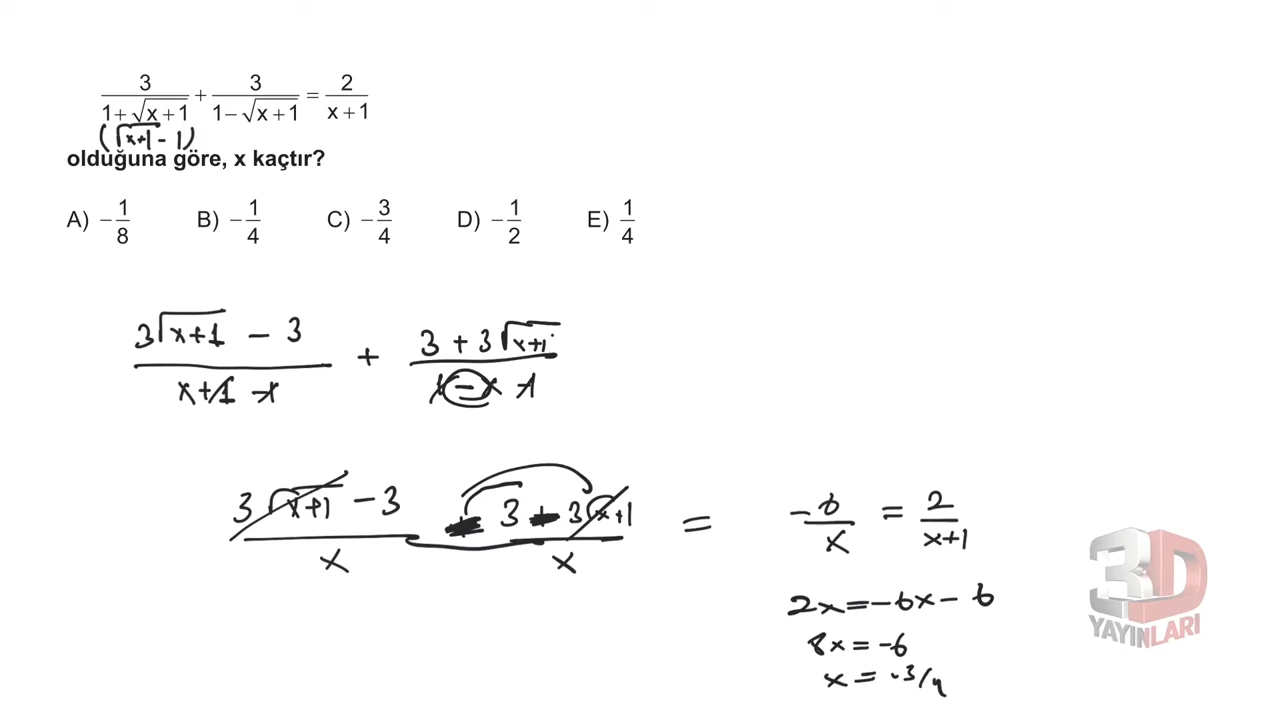 3/(1+√(x+1)) + 3/(1−√(x+1)) = 2/(x+1)
(√(x+1) - 1)
olduğuna göre, x kaçtır?
A) −1/8 B) −1/4 C) −3/4 D) −1/2 E) 1/4
(3√(x+1) - 3)/(x+1-1) + (3+3√(x+1))/(1-x-1)
(3√(x+1) - 3)/x 3 3√(x+1)/x = -6/x = 2/(x+1)
2x=-6x-6
8x=-6
x=-3/4
3D
YAYINLARI